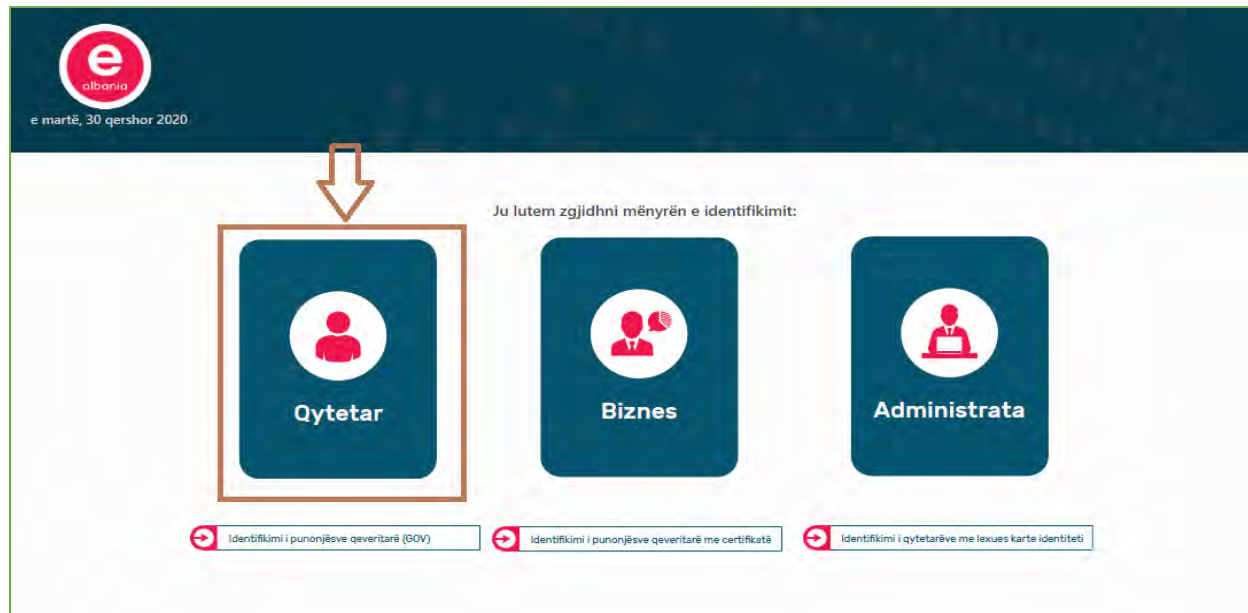 e
albania
e martë, 30 qershor 2020
Ju lutem zgjidhni mënyrën e identifikimit:
Qytetar
Biznes
Administrata
Identifikimi i punonjësve qeveritarë (GOV)
Identifikimi i punonjësve qeveritarë me certifikatë
Identifikimi i qytetarëve me lexues karte identiteti